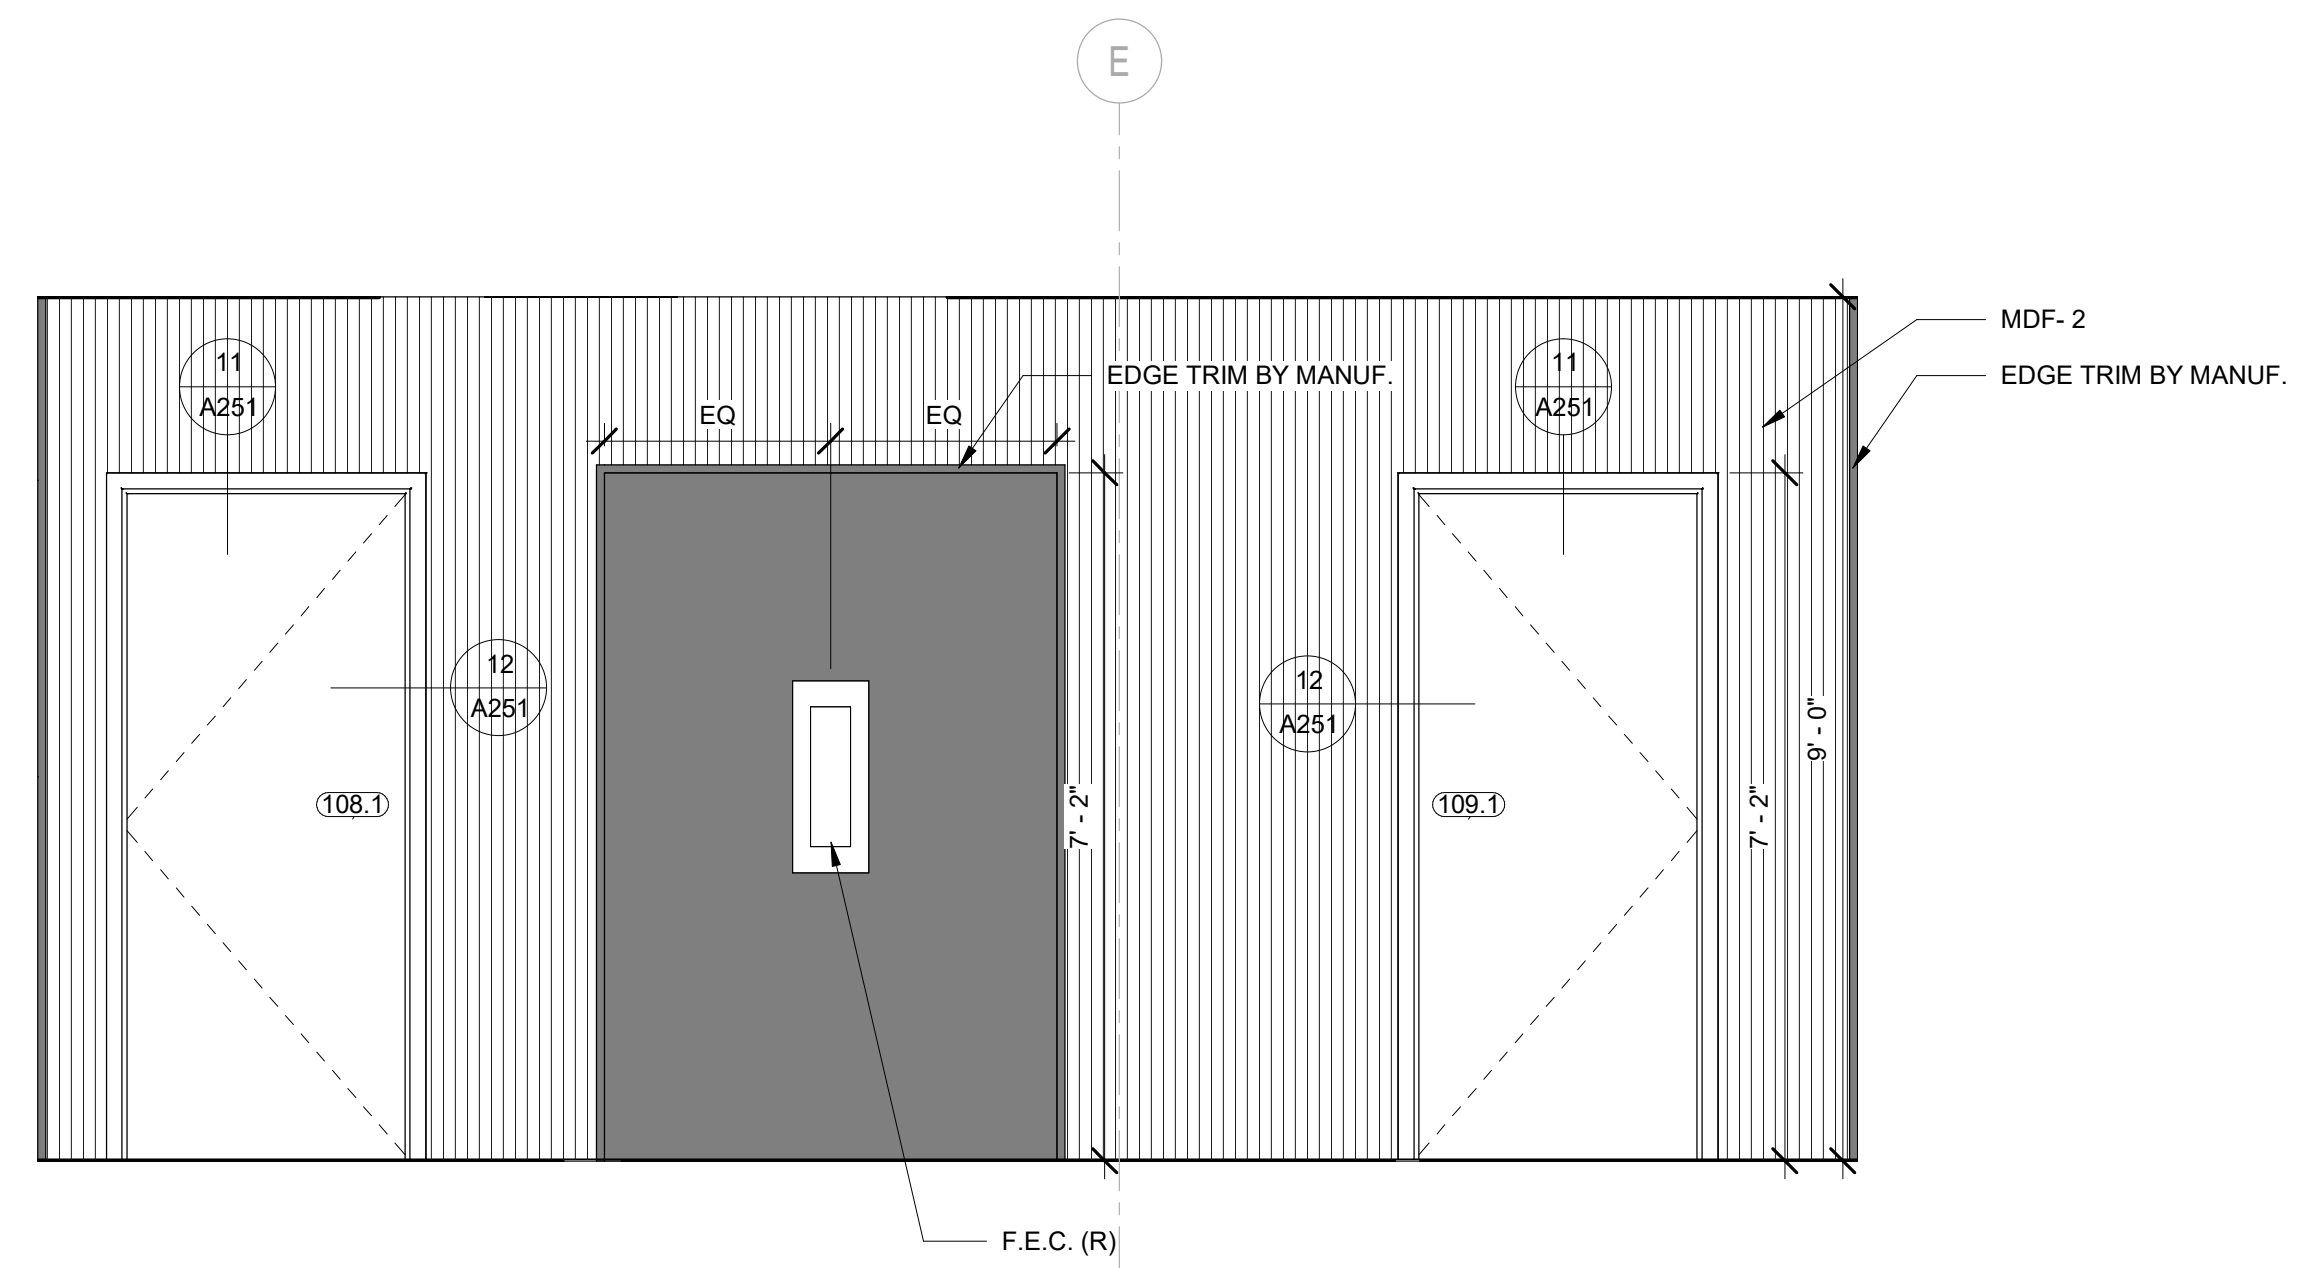 E
MDF- 2
EDGE TRIM BY MANUF.
EDGE TRIM BY MANUF.
11
A251
11
A251
EQ
EQ
12
A251
12
A251
9' - 0"
7' - 2"
7' - 2"
108.1
109.1
F.E.C. (R)